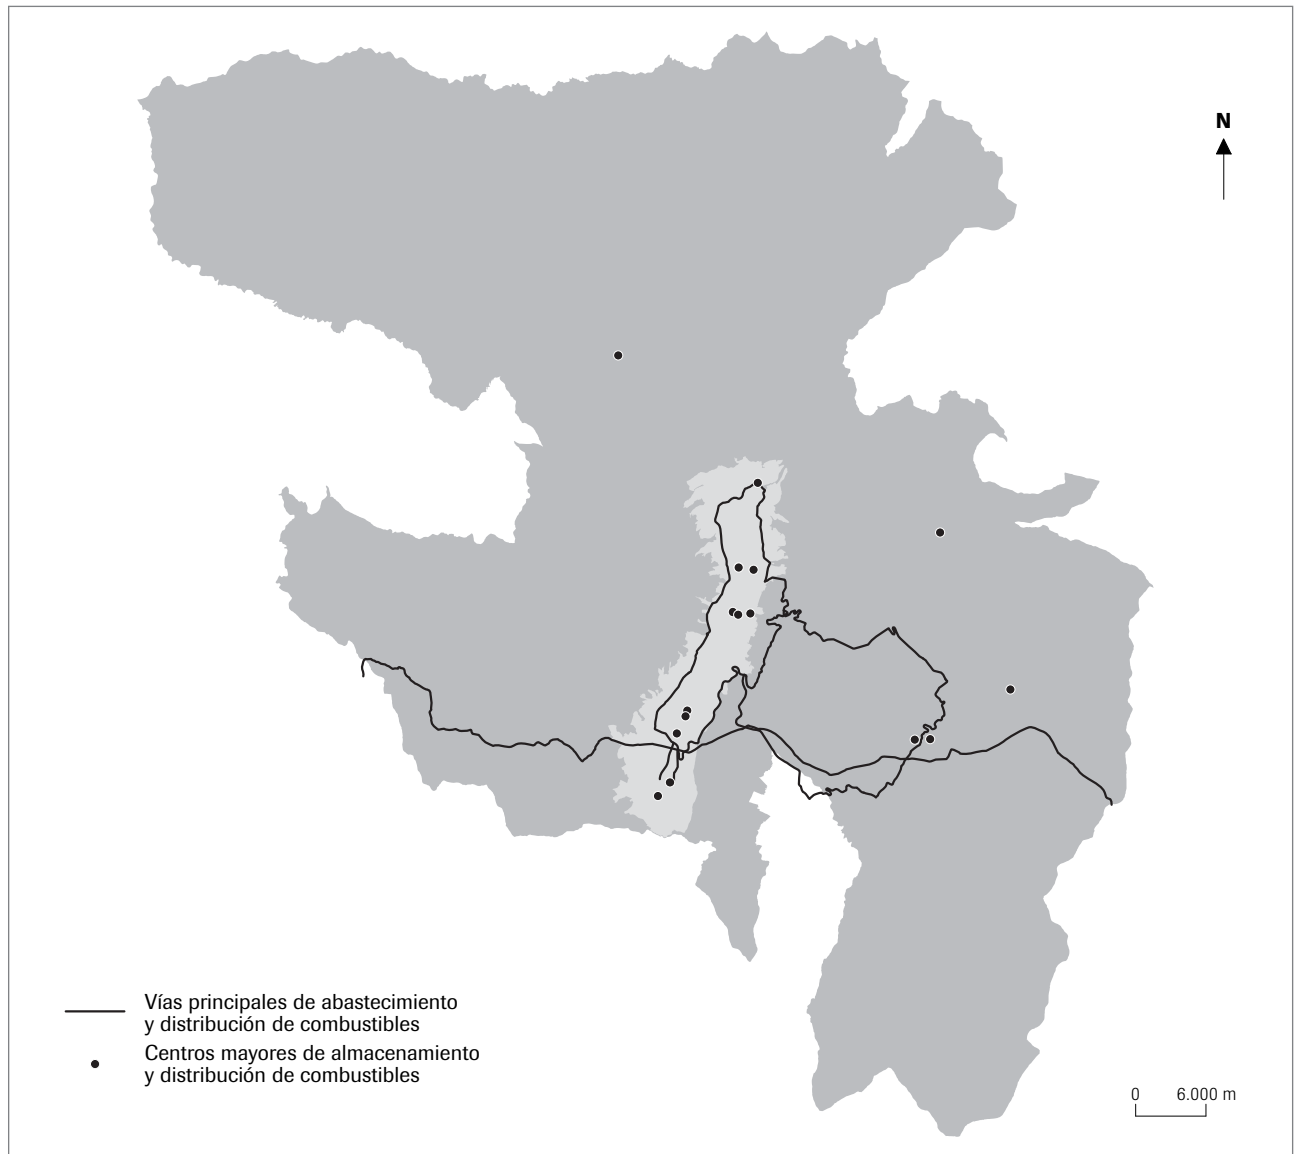 N
Vías principales de abastecimiento
y distribución de combustibles
Centros mayores de almacenamiento
y distribución de combustibles
0 6.000 m